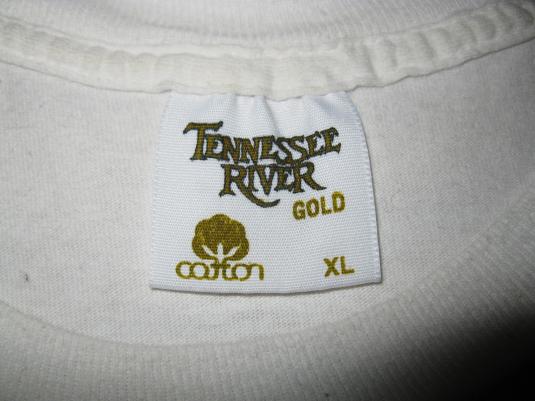 TENNESSEE
RIVER
GOLD
cotton
XL